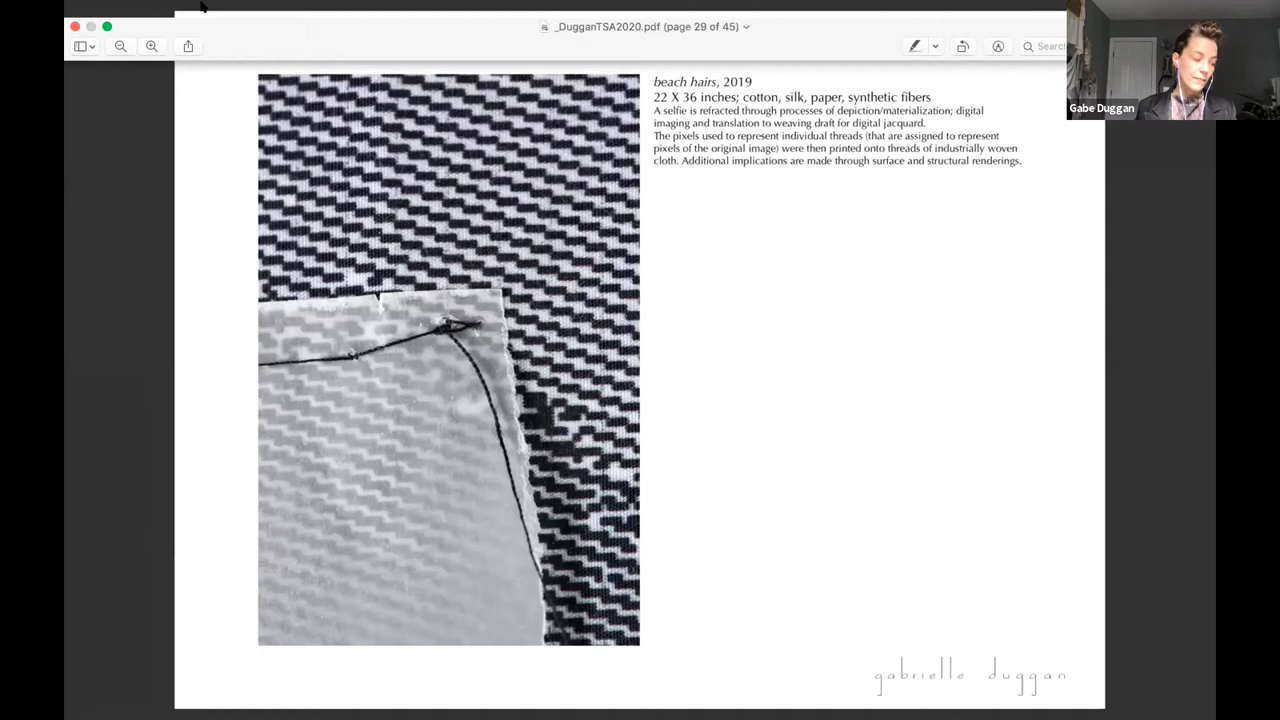 _DugganTSA2020.pdf (page 29 of 45)
Search
Gabe Duggan
beach hairs, 2019
22 X 36 inches; cotton, silk, paper, synthetic fibers
A selfie is refracted through processes of depiction/materialization; digital
imaging and translation to weaving draft for digital jacquard.
The pixels used to represent individual threads (that are assigned to represent
pixels of the original image) were then printed onto threads of industrially woven
cloth. Additional implications are made through surface and structural renderings.
gabrielle duggan